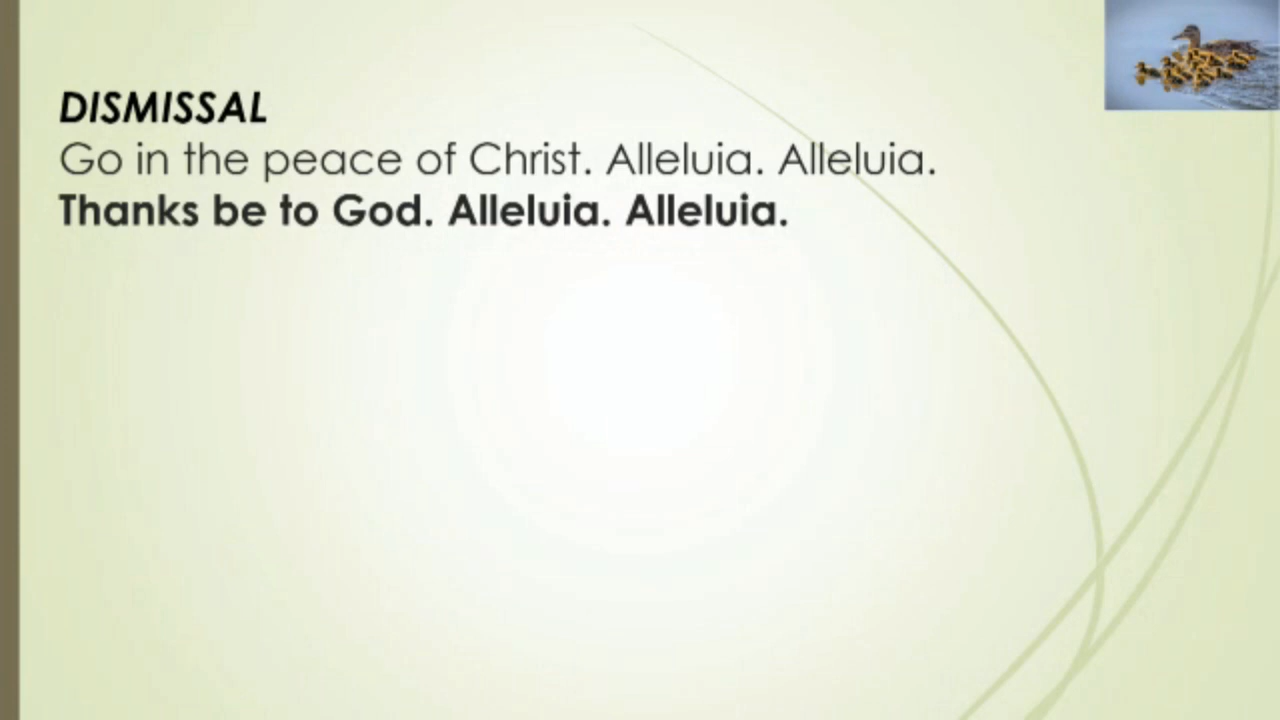 DISMISSAL
Go in the peace of Christ. Alleluia. Alleluia.
Thanks be to God. Alleluia. Alleluia.